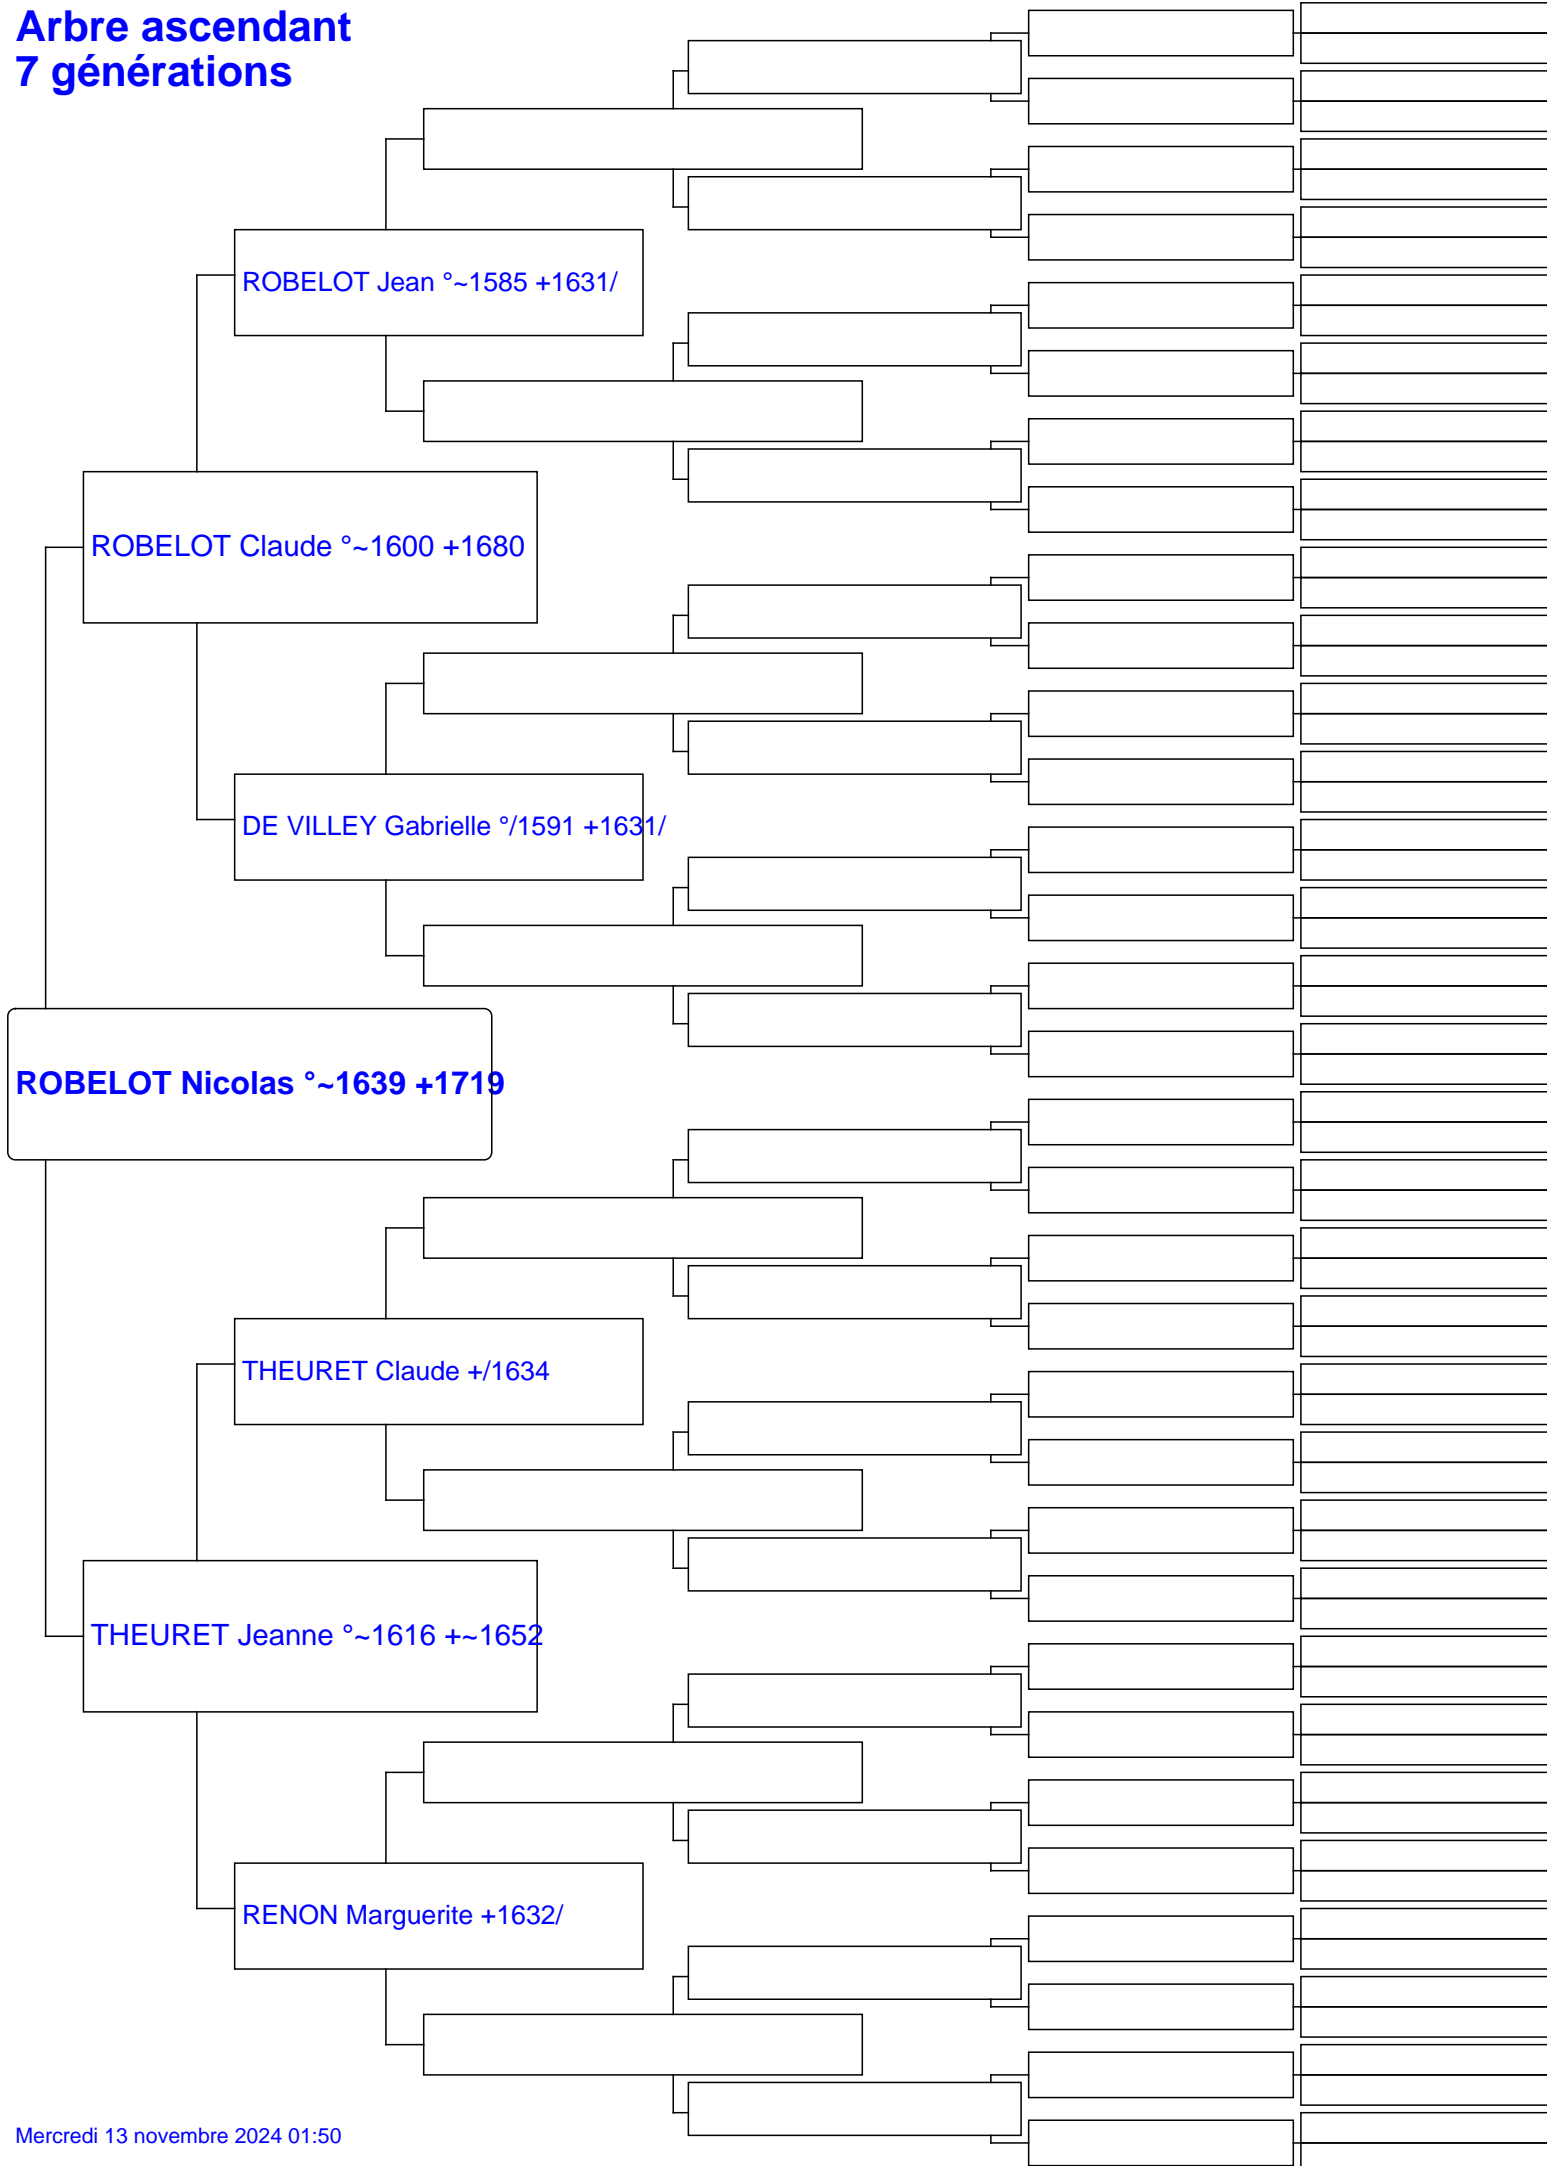 Arbre ascendant
7 générations
ROBELOT Jean °~1585 +1631/
ROBELOT Claude °~1600 +1680
DE VILLEY Gabrielle °/1591 +1631/
ROBELOT Nicolas °~1639 +1719
THEURET Claude +/1634
THEURET Jeanne °~1616 +~1652
RENON Marguerite +1632/
Mercredi 13 novembre 2024 01:50